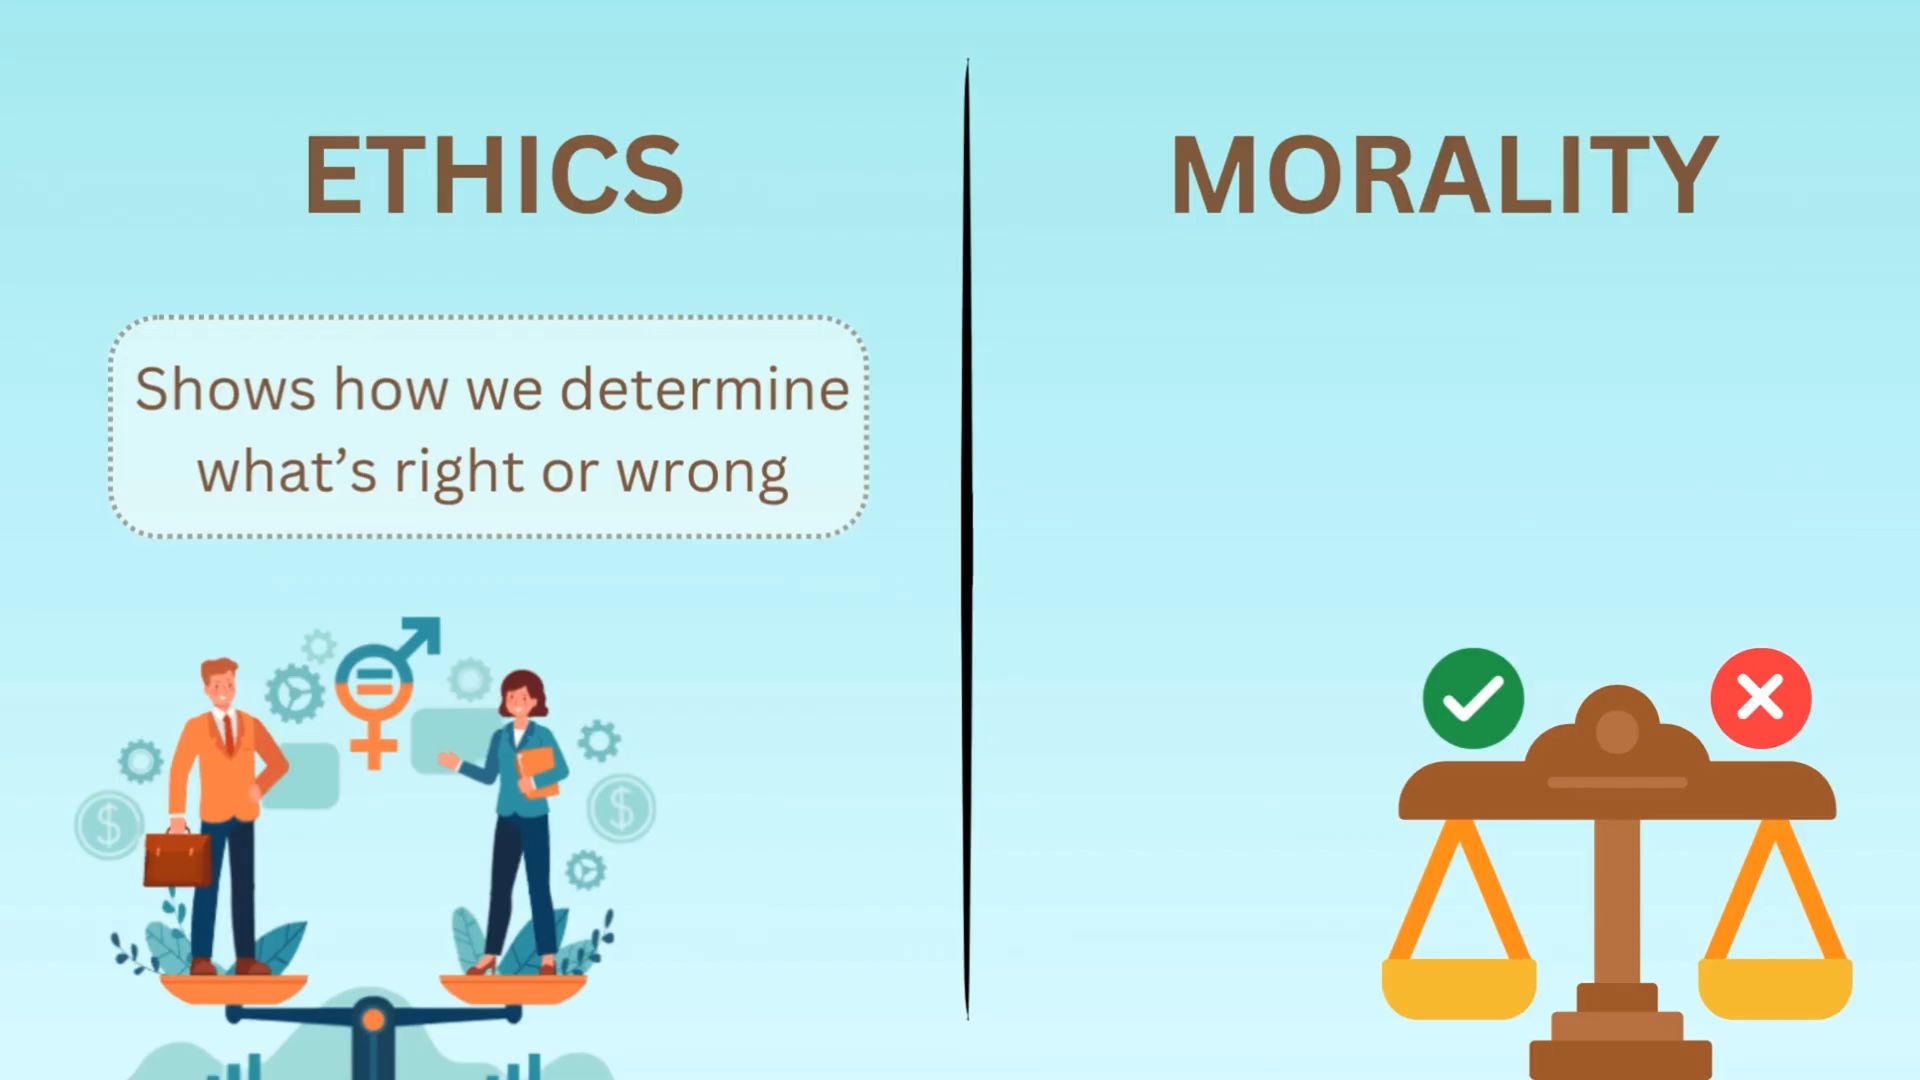 ETHICS
MORALITY
Shows how we determine
what’s right or wrong
$
$